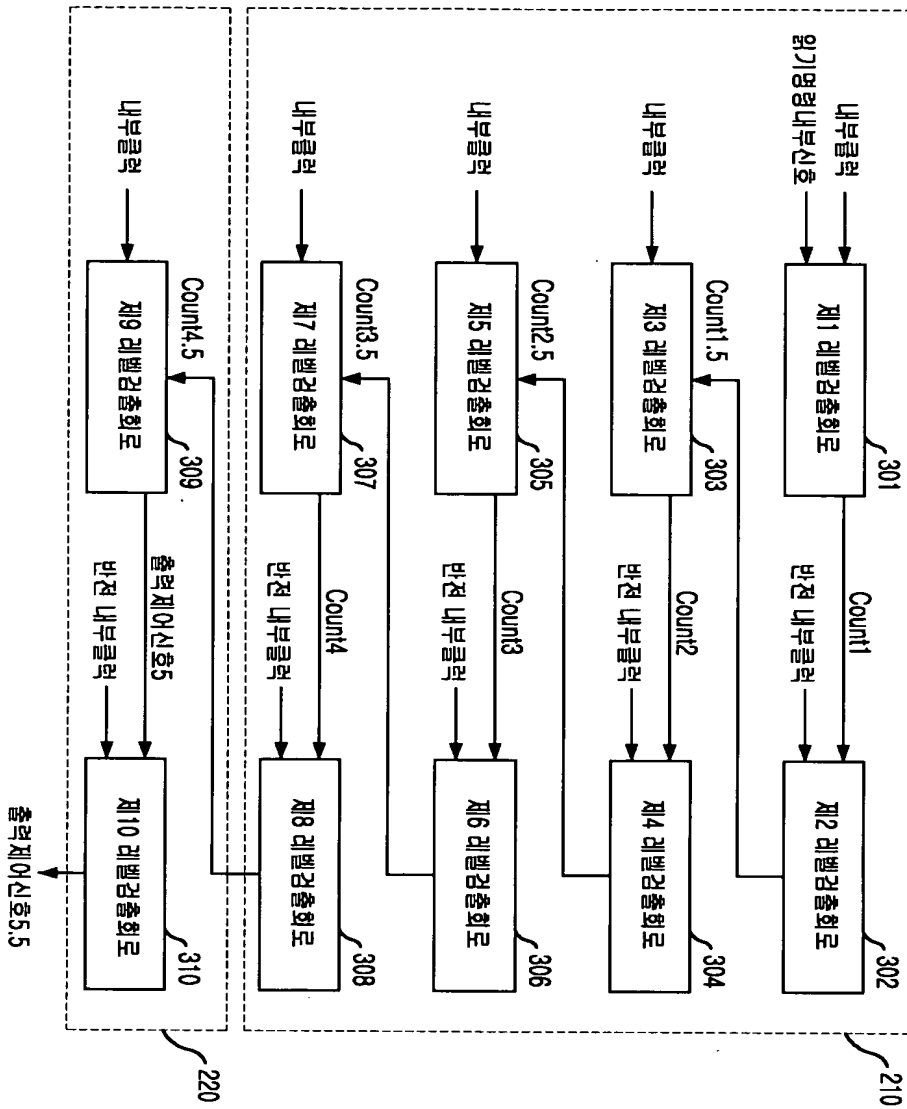 내부클럭
읽기명령내부신호
제1 레벨검출회로
301
Count1
반전 내부클럭
제2 레벨검출회로
302
Count1.5
내부클럭
제3 레벨검출회로
303
Count2
반전 내부클럭
제4 레벨검출회로
304
Count2.5
내부클럭
제5 레벨검출회로
305
Count3
반전 내부클럭
제6 레벨검출회로
306
Count3.5
내부클럭
제7 레벨검출회로
307
Count4
반전 내부클럭
제8 레벨검출회로
308
210
Count4.5
내부클럭
제9 레벨검출회로
309
출력제어신호5
반전 내부클럭
제10 레벨검출회로
310
출력제어신호5.5
220